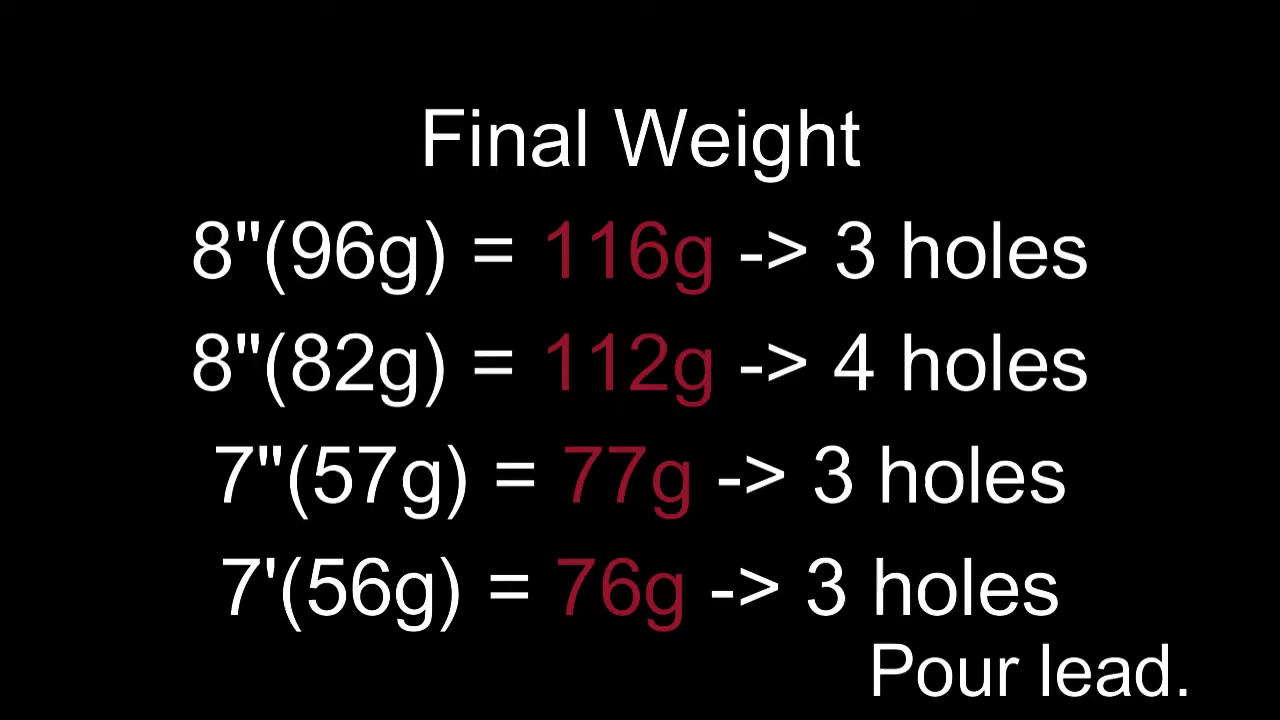 Final Weight
8"(96g) = 116g -> 3 holes
8"(82g) = 112g -> 4 holes
7"(57g) = 77g -> 3 holes
7'(56g) = 76g -> 3 holes
Pour lead.